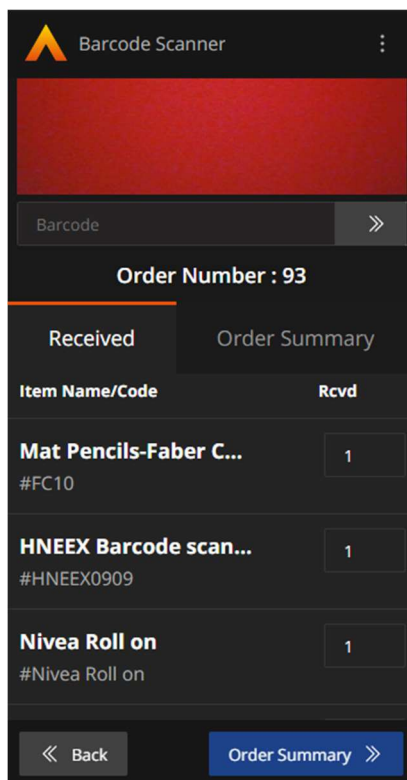 Barcode Scanner
Barcode
Order Number : 93
Received Order Summary
Item Name/Code Rcvd
Mat Pencils-Faber C... 1
#FC10
HNEEX Barcode scan... 1
#HNEEX0909
Nivea Roll on 1
#Nivea Roll on
Back Order Summary